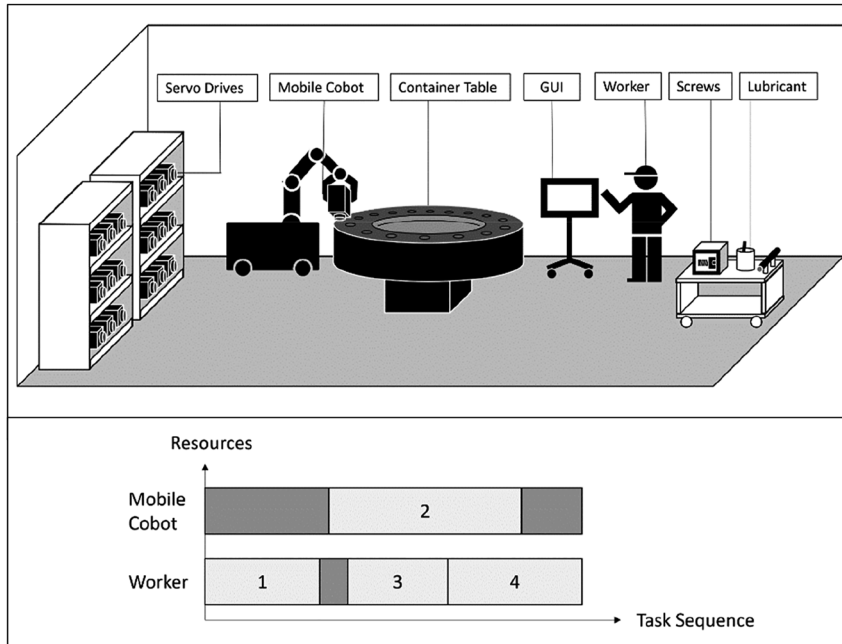 Servo Drives
Mobile Cobot
Container Table
GUI
Worker
Screws
Lubricant
Resources
Mobile
Cobot
2
Worker
1
3
4
Task Sequence